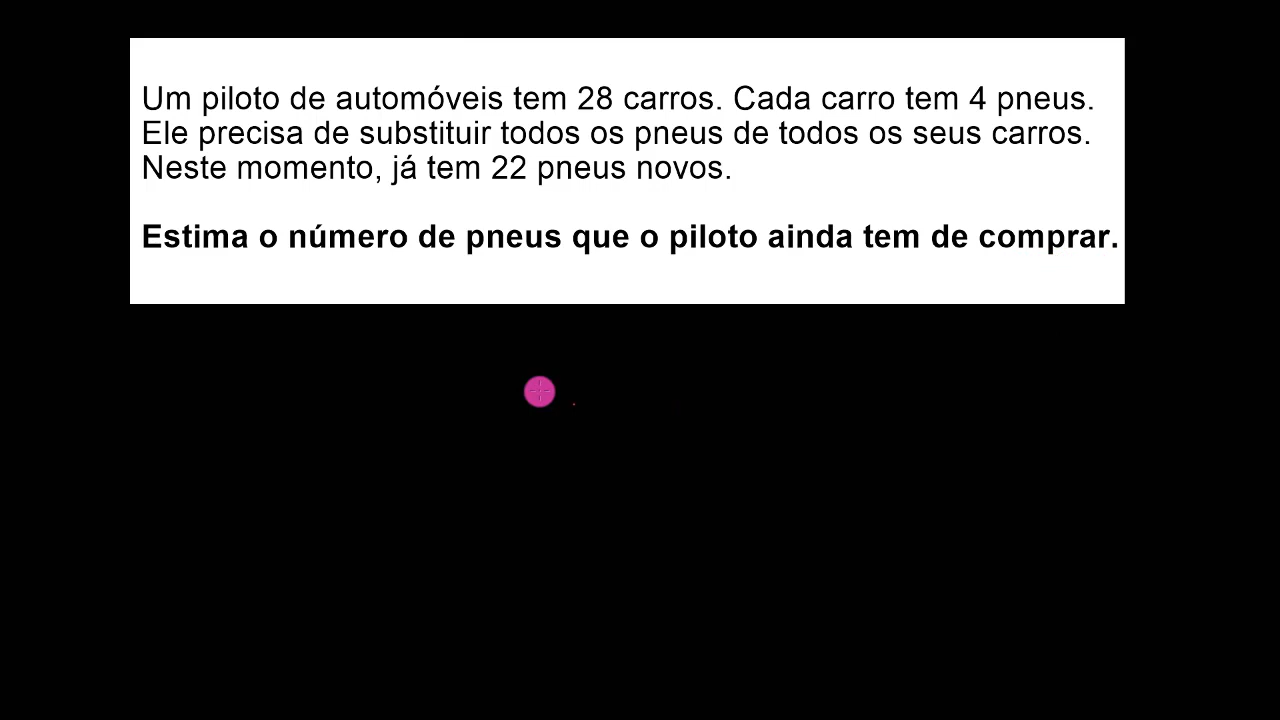 Um piloto de automóveis tem 28 carros. Cada carro tem 4 pneus.
Ele precisa de substituir todos os pneus de todos os seus carros.
Neste momento, já tem 22 pneus novos.
Estima o número de pneus que o piloto ainda tem de comprar.